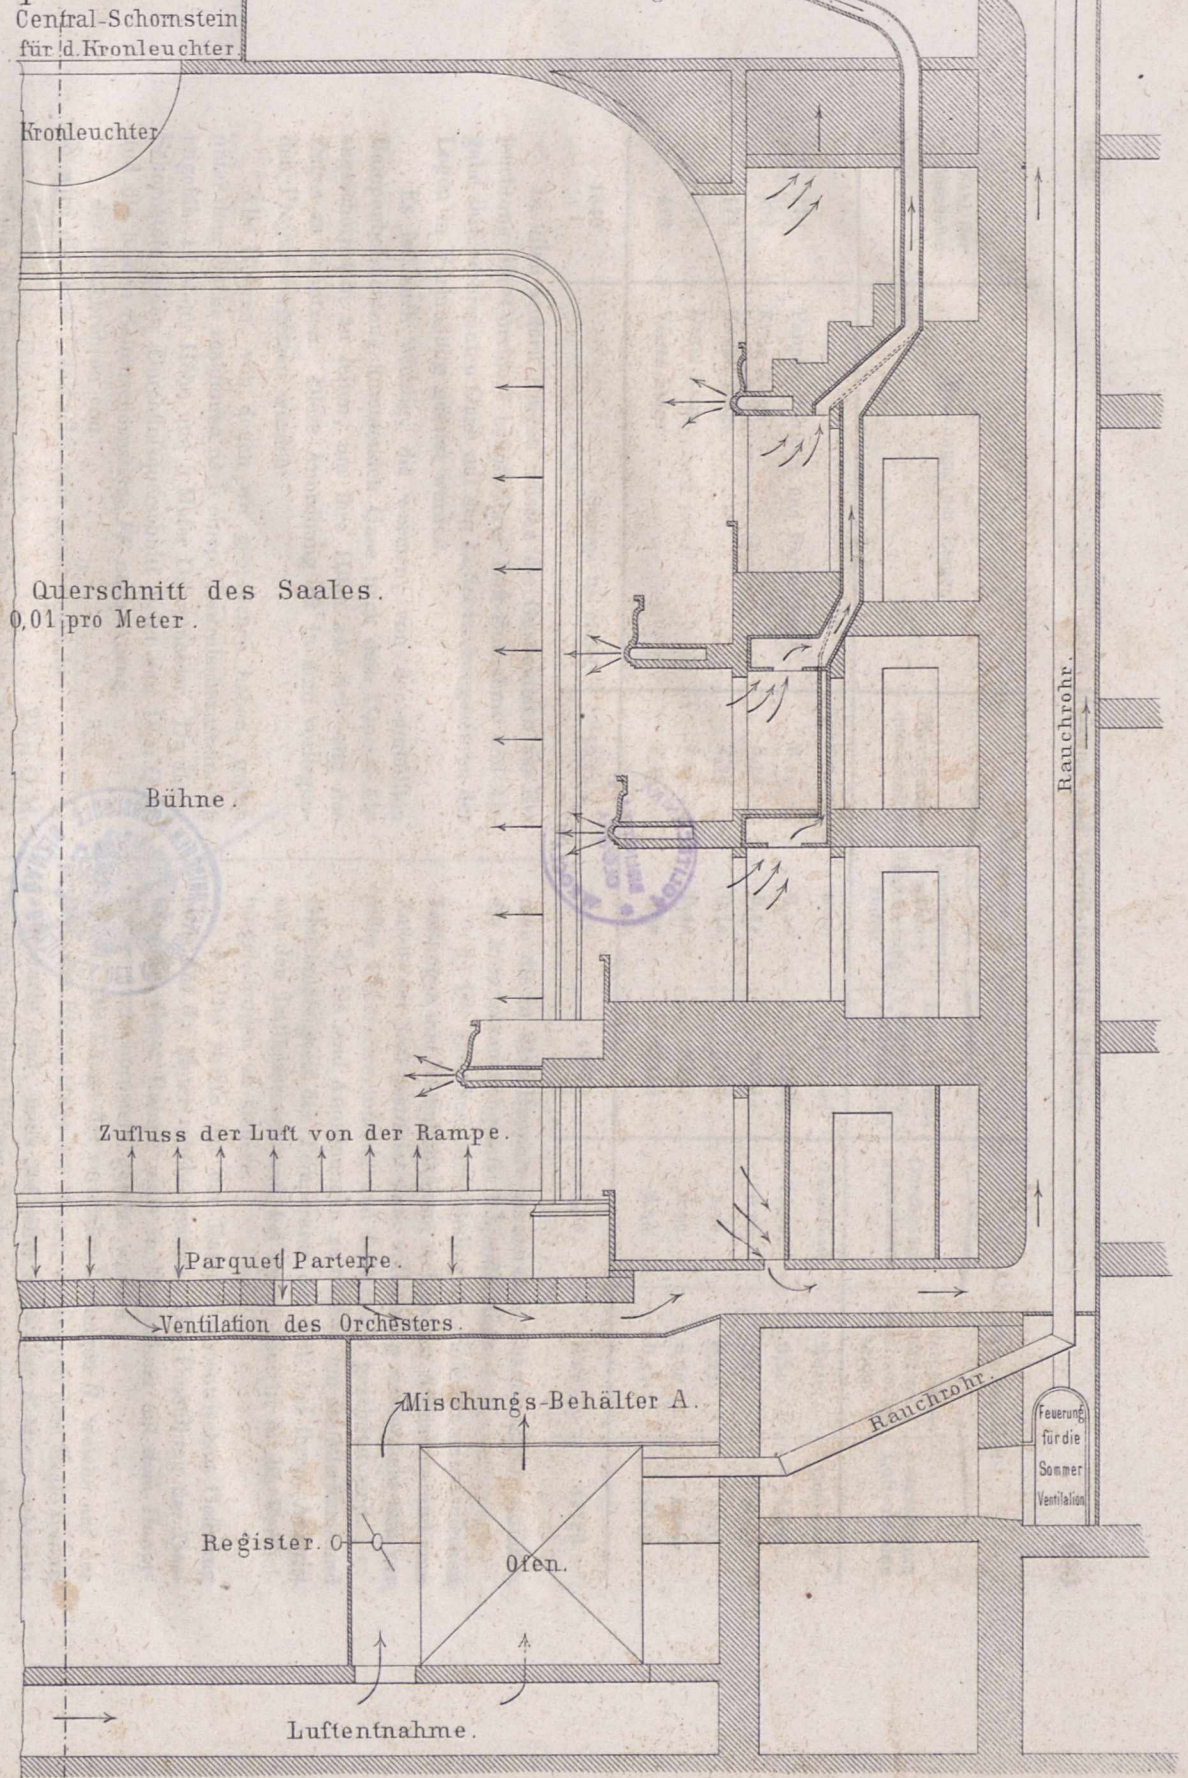 Central-Schornstein
für d. Kronleuchter.
Kronleuchter
Querschnitt des Saales.
0,01 pro Meter.
Rauchrohr.
Bühne.
Zufluss der Luft von der Rampe.
Parquet Parterre.
Ventilation des Orchesters.
Mischungs-Behälter A.
Rauchrohr.
Feuerung
für die
Sommer
Ventilation
Register.
Ofen.
Luftentnahme.